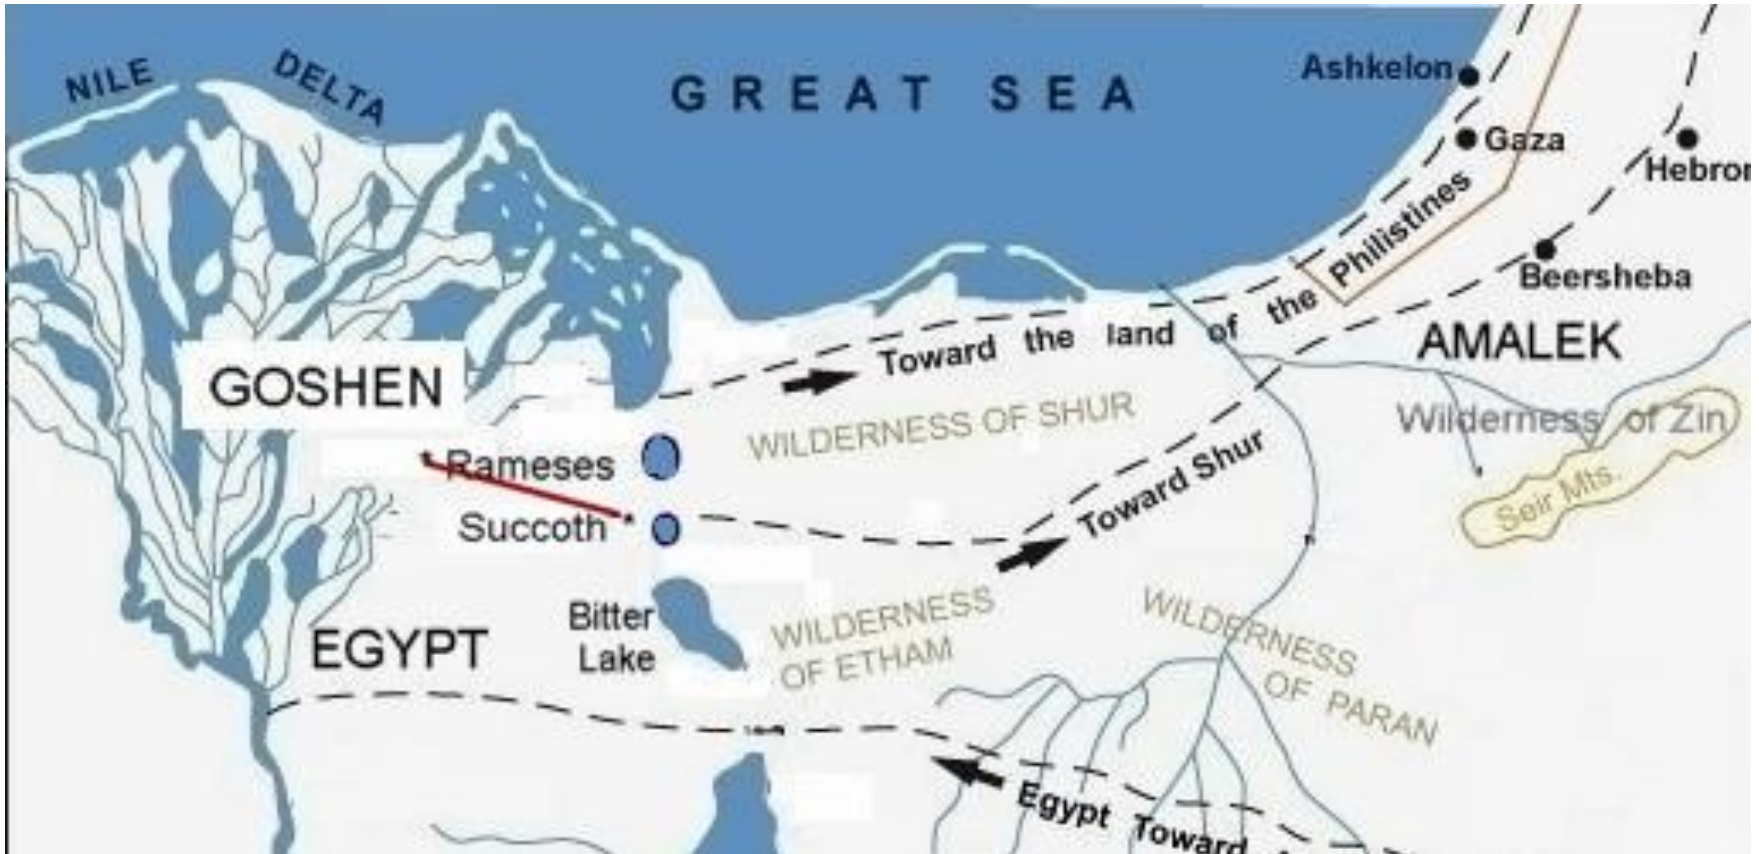 NILE DELTA
GREAT SEA
Ashkelon
Gaza
Hebron
Philistines
Beersheba
Toward the land of the
AMALEK
GOSHEN
WILDERNESS OF SHUR
Wilderness of Zin
Rameses
Toward Shur
Seir Mts.
Succoth
Bitter
Lake
WILDERNESS
OF ETHAM
WILDERNESS
OF PARAN
EGYPT
Egypt Toward